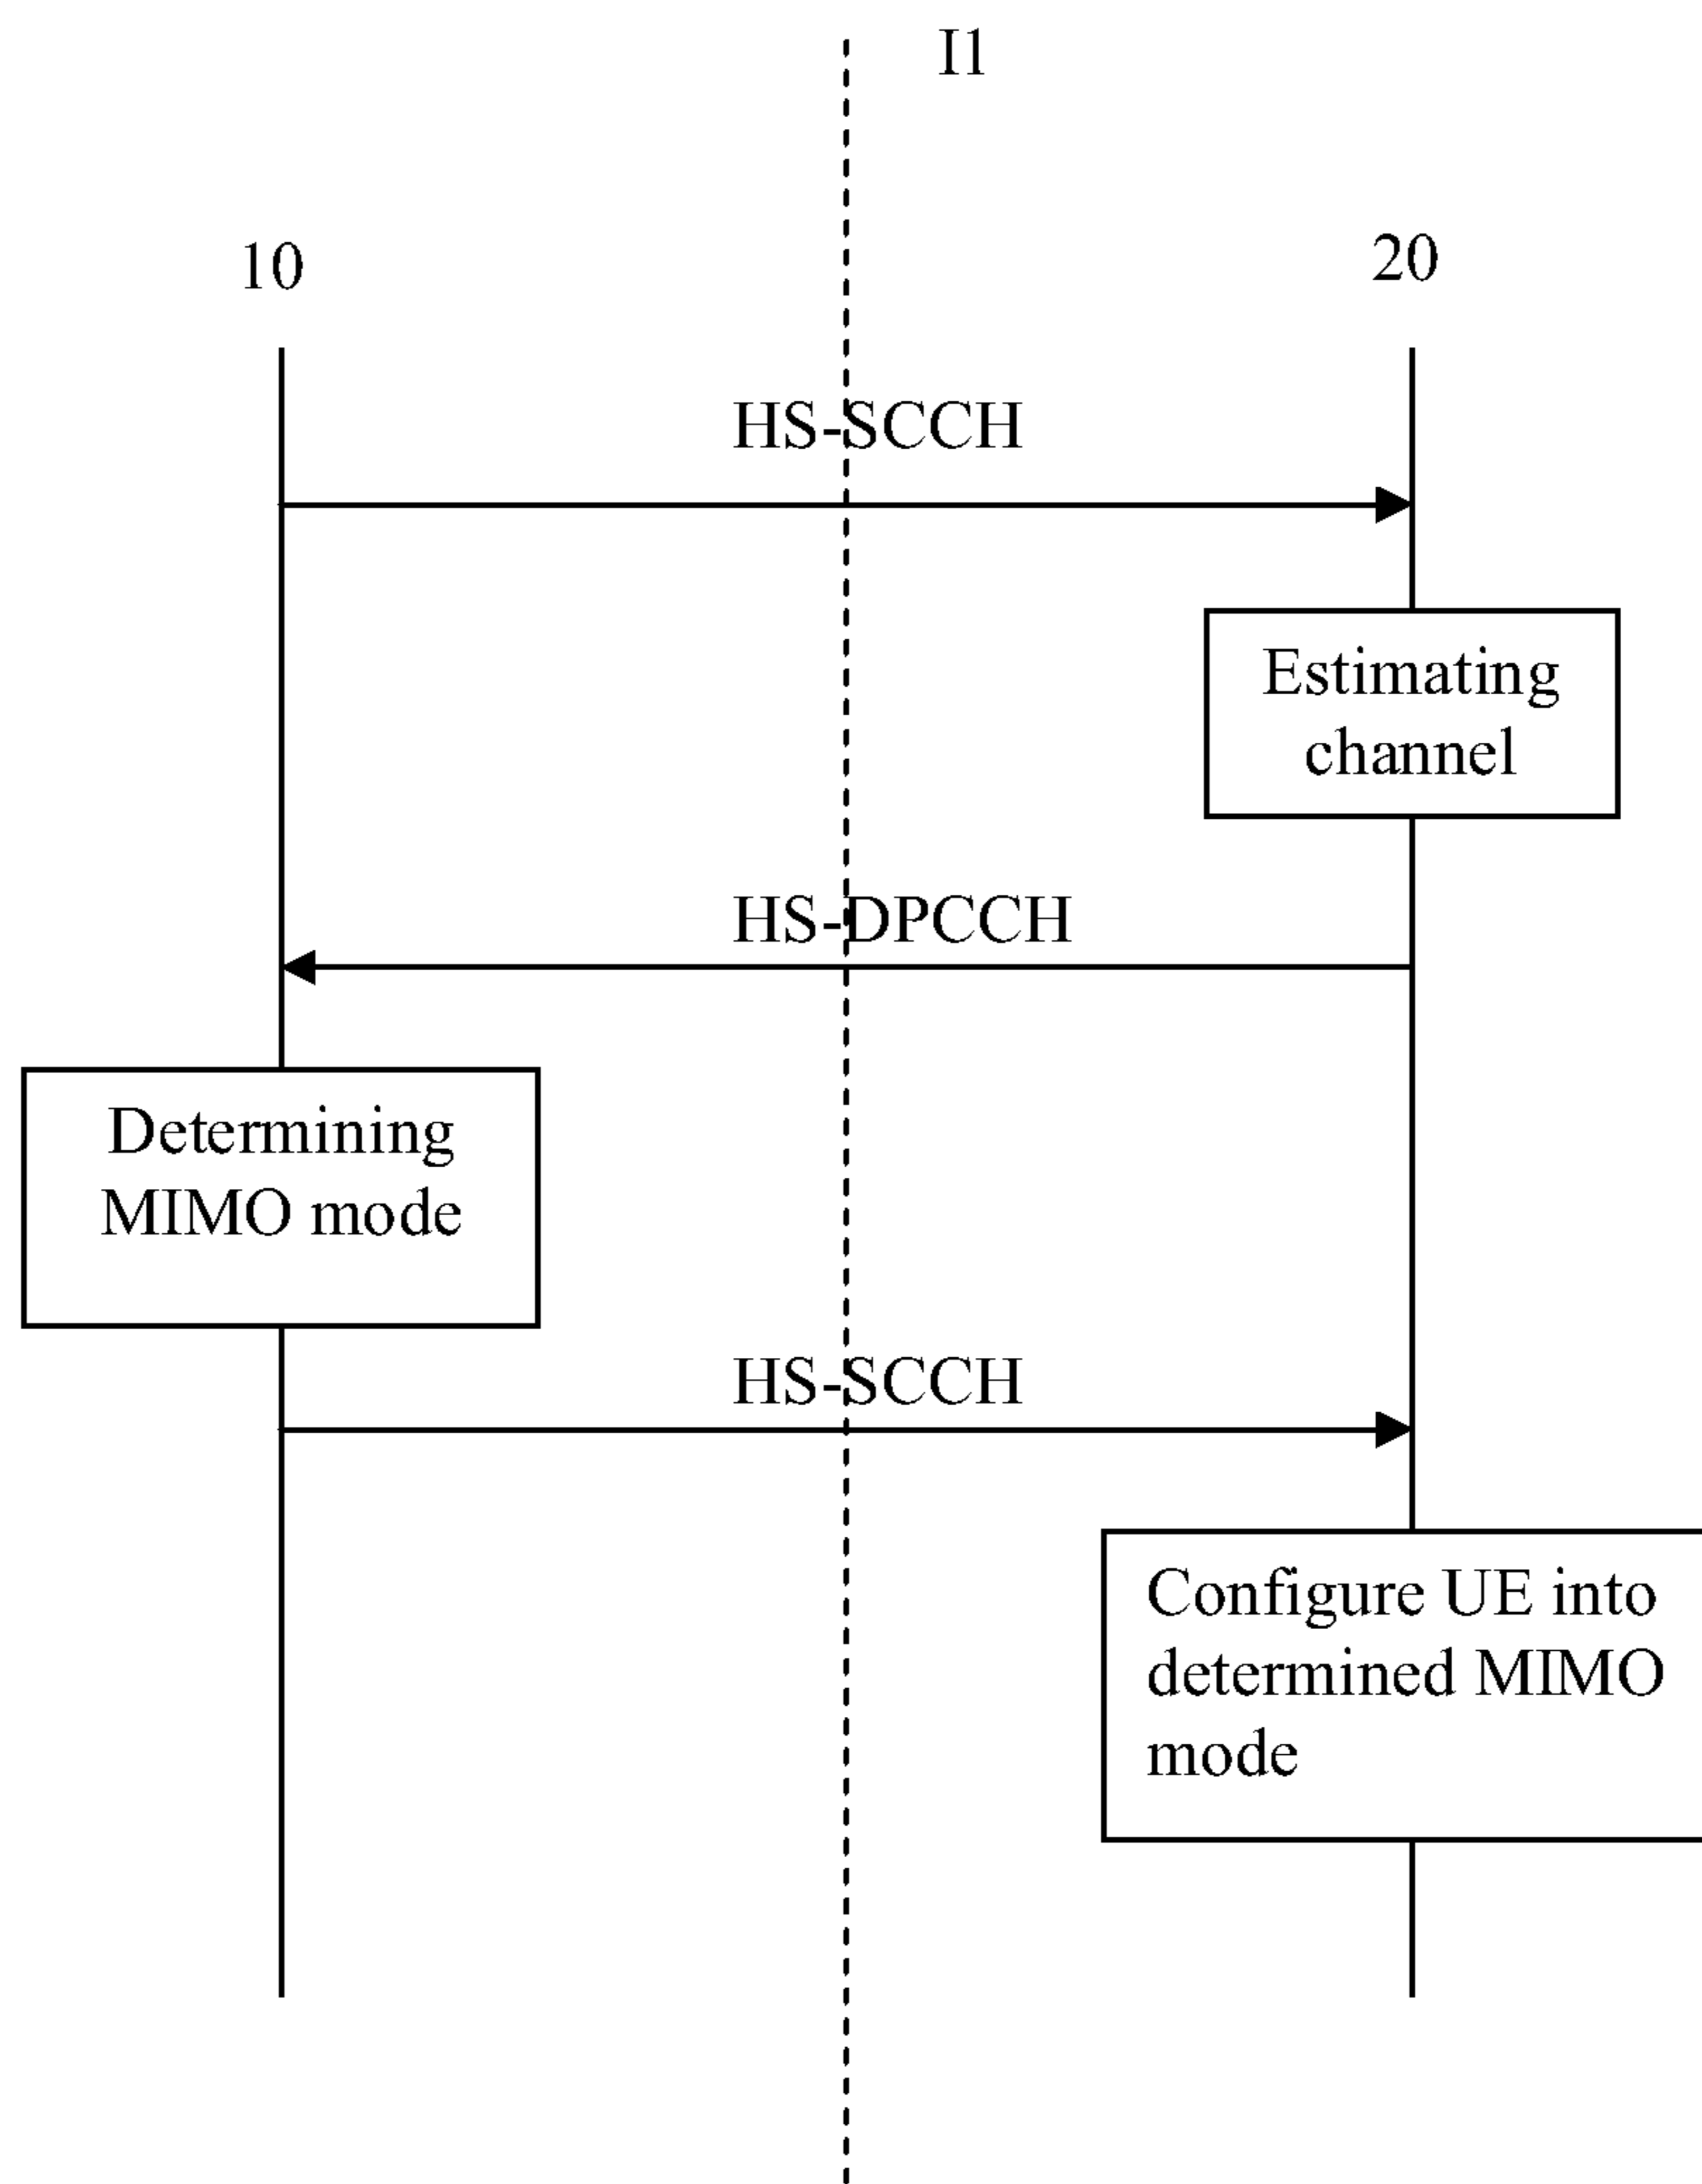 I1
10
20
HS-SCCH
Estimating
channel
HS-DPCCH
Determining
MIMO mode
HS-SCCH
Configure UE into
determined MIMO
mode